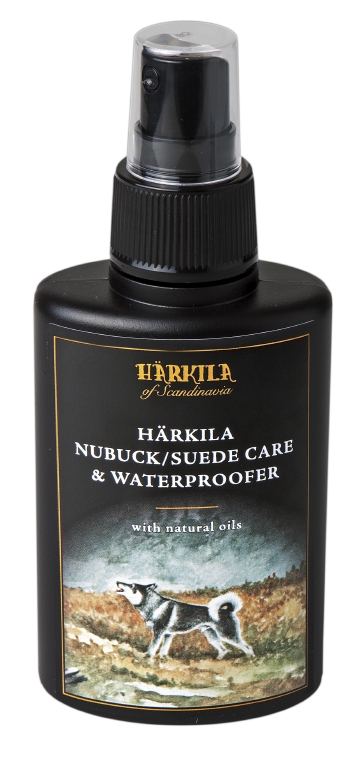 HÄRKILA
of Scandinavia
HÄRKILA
NUBUCK/SUEDE CARE
& WATERPROOFER
with natural oils